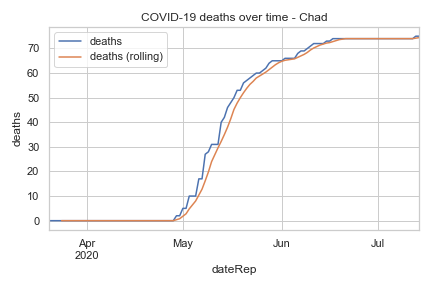 COVID-19 deaths over time - Chad
deaths
deaths (rolling)
deaths
70
60
50
40
30
20
10
0
Apr
2020
May
Jun
Jul
dateRep